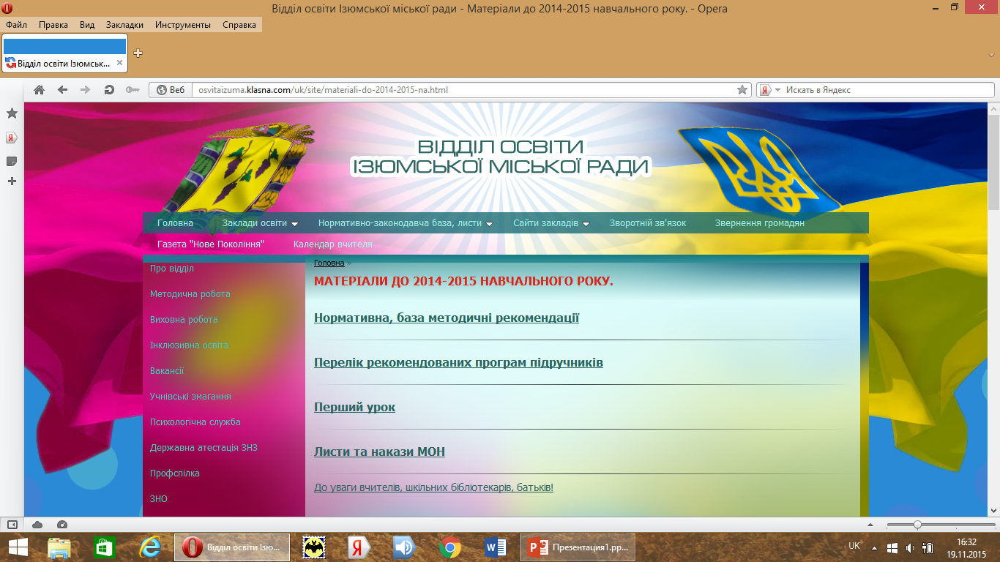 Відділ освіти Ізюмської міської ради - Матеріали до 2014-2015 навчального року. - Opera
Файл Правка Вид Закладки Инструменты Справка
Відділ освіти Ізюмськ...
Веб osvitaizuma.klasna.com/uk/site/materiali-do-2014-2015-na.html Искать в Яндекс
ВІДДІЛ ОСВІТИ
ІЗЮМСЬКОЇ МІСЬКОЇ РАДИ
Головна Заклади освіти Нормативно-законодавча база, листи Сайти закладів Зворотній зв'язок Звернення громадян
Газета "Нове Покоління" Календар вчителя
Про відділ
Методична робота
Виховна робота
Інклюзивна освіта
Вакансії
Учнівські змагання
Психологічна служба
Державна атестація ЗНЗ
Профспілка
ЗНО
Головна »
МАТЕРІАЛИ ДО 2014-2015 НАВЧАЛЬНОГО РОКУ.
Нормативна, база методичні рекомендації
Перелік рекомендованих програм підручників
Перший урок
Листи та накази МОН
До уваги вчителів, шкільних бібліотекарів, батьків!
Відділ освіти Ізю... Презентация1.pp... UK 16:32
19.11.2015